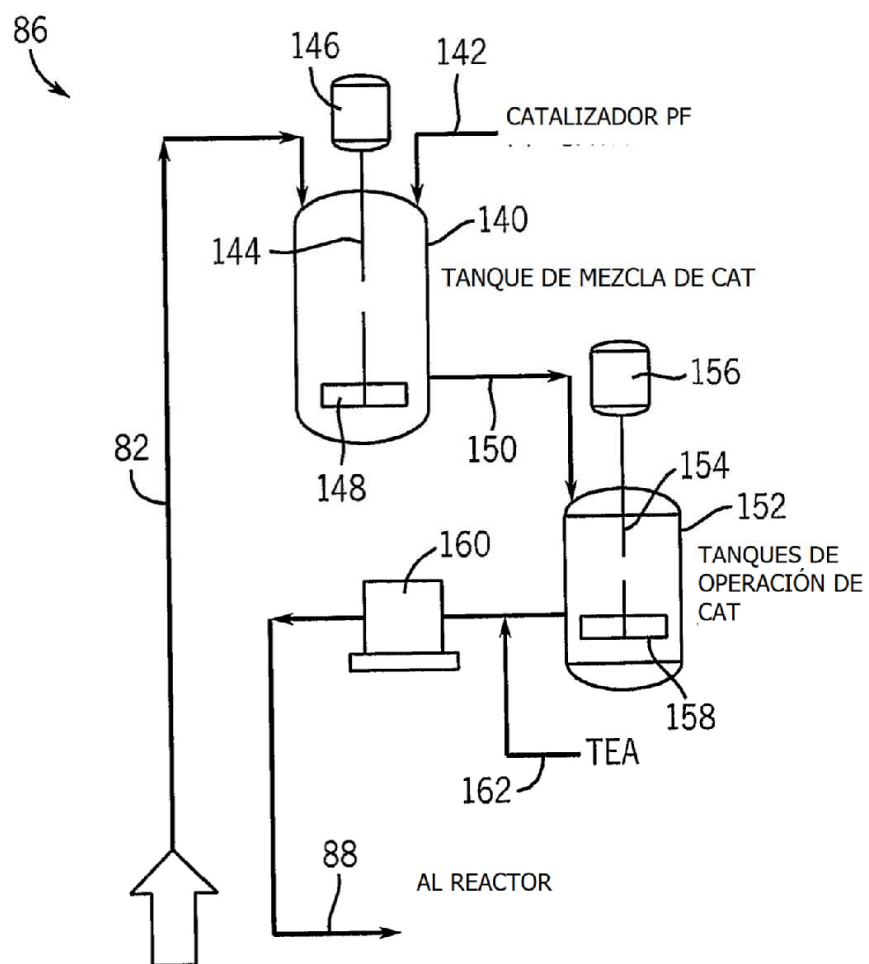 86
146
142
CATALIZADOR PF
144
140
TANQUE DE MEZCLA DE CAT
156
150
82
148
154
152
160
TANQUES DE
OPERACIÓN DE
CAT
158
TEA
162
88
AL REACTOR